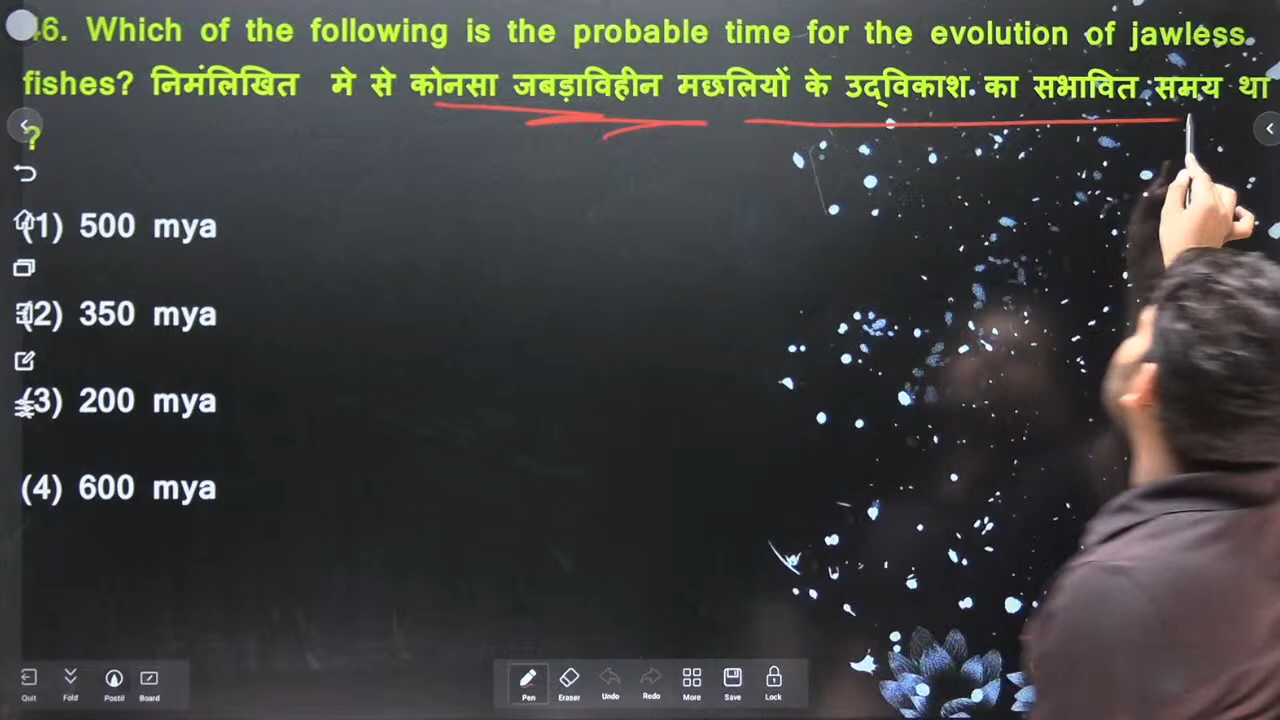 46. Which of the following is the probable time for the evolution of jawless
fishes? निमंलिखित मे से कोनसा जबड़ाविहीन मछलियों के उद्विकाश का सभावित समय था
?
(1) 500 mya
(2) 350 mya
(3) 200 mya
(4) 600 mya
Quit Fold Postil Board Pen Eraser Undo Redo More Save Lock